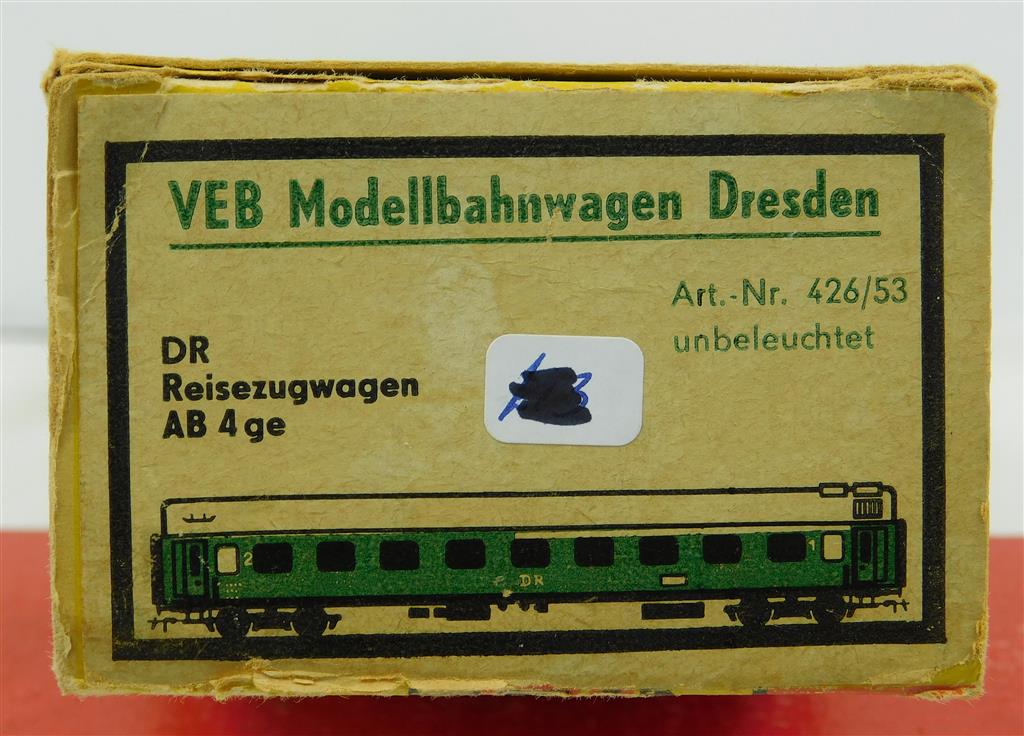 VEB Modellbahnwagen Dresden
Art.-Nr. 426/53
unbeleuchtet
DR
Reisezugwagen
AB 4ge
2
1
DR